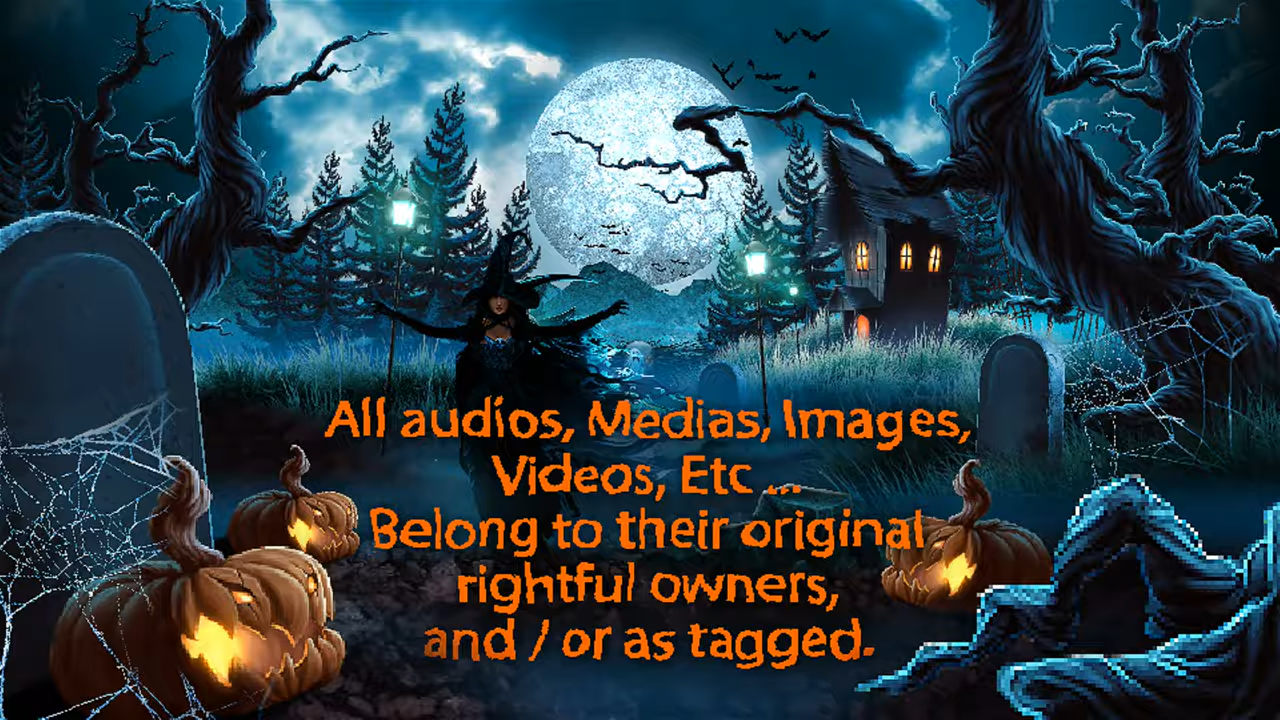 All audios, Medias, Images,
Videos, Etc ...
Belong to their original
rightful owners,
and / or as tagged.